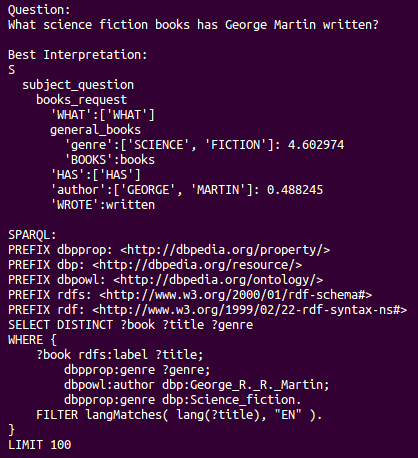 Question:
What science fiction books has George Martin written?

Best Interpretation:
S
  subject_question
    books_request
      'WHAT':['WHAT']
      general_books
        'genre':['SCIENCE', 'FICTION']: 4.602974
        'BOOKS':books
      'HAS':['HAS']
      'author':['GEORGE', 'MARTIN']: 0.488245
      'WROTE':written

SPARQL:
PREFIX dbpprop: <http://dbpedia.org/property/>
PREFIX dbp: <http://dbpedia.org/resource/>
PREFIX dbpowl: <http://dbpedia.org/ontology/>
PREFIX rdfs: <http://www.w3.org/2000/01/rdf-schema#>
PREFIX rdf: <http://www.w3.org/1999/02/22-rdf-syntax-ns#>
SELECT DISTINCT ?book ?title ?genre
WHERE {
    ?book rdfs:label ?title;
        dbpprop:genre ?genre;
        dbpowl:author dbp:George_R._R._Martin;
        dbpprop:genre dbp:Science_fiction.
    FILTER langMatches( lang(?title), "EN" ).
}
LIMIT 100